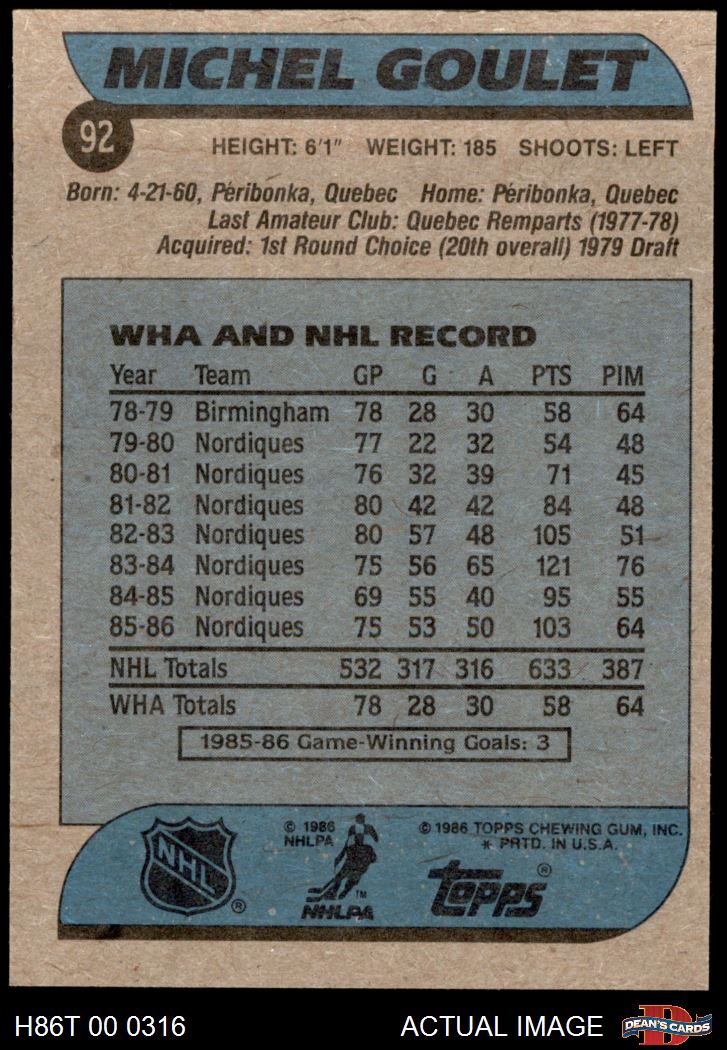 MICHEL GOULET
92
HEIGHT: 6'1" WEIGHT: 185 SHOOTS: LEFT
Born: 4-21-60, Péribonka, Quebec Home: Péribonka, Quebec
Last Amateur Club: Quebec Remparts (1977-78)
Acquired: 1st Round Choice (20th overall) 1979 Draft
WHA AND NHL RECORD
Year Team GP G A PTS PIM
78-79 Birmingham 78 28 30 58 64
79-80 Nordiques 77 22 32 54 48
80-81 Nordiques 76 32 39 71 45
81-82 Nordiques 80 42 42 84 48
82-83 Nordiques 80 57 48 105 51
83-84 Nordiques 75 56 65 121 76
84-85 Nordiques 69 55 40 95 55
85-86 Nordiques 75 53 50 103 64
NHL Totals 532 317 316 633 387
WHA Totals 78 28 30 58 64
1985-86 Game-Winning Goals: 3
NHL ®
© 1986
NHLPA
TM
NHLPA
© 1986 TOPPS CHEWING GUM, INC.
* PRTD. IN U.S.A.
topps ®
H86T 00 0316
ACTUAL IMAGE
D
DEAN'S CARDS